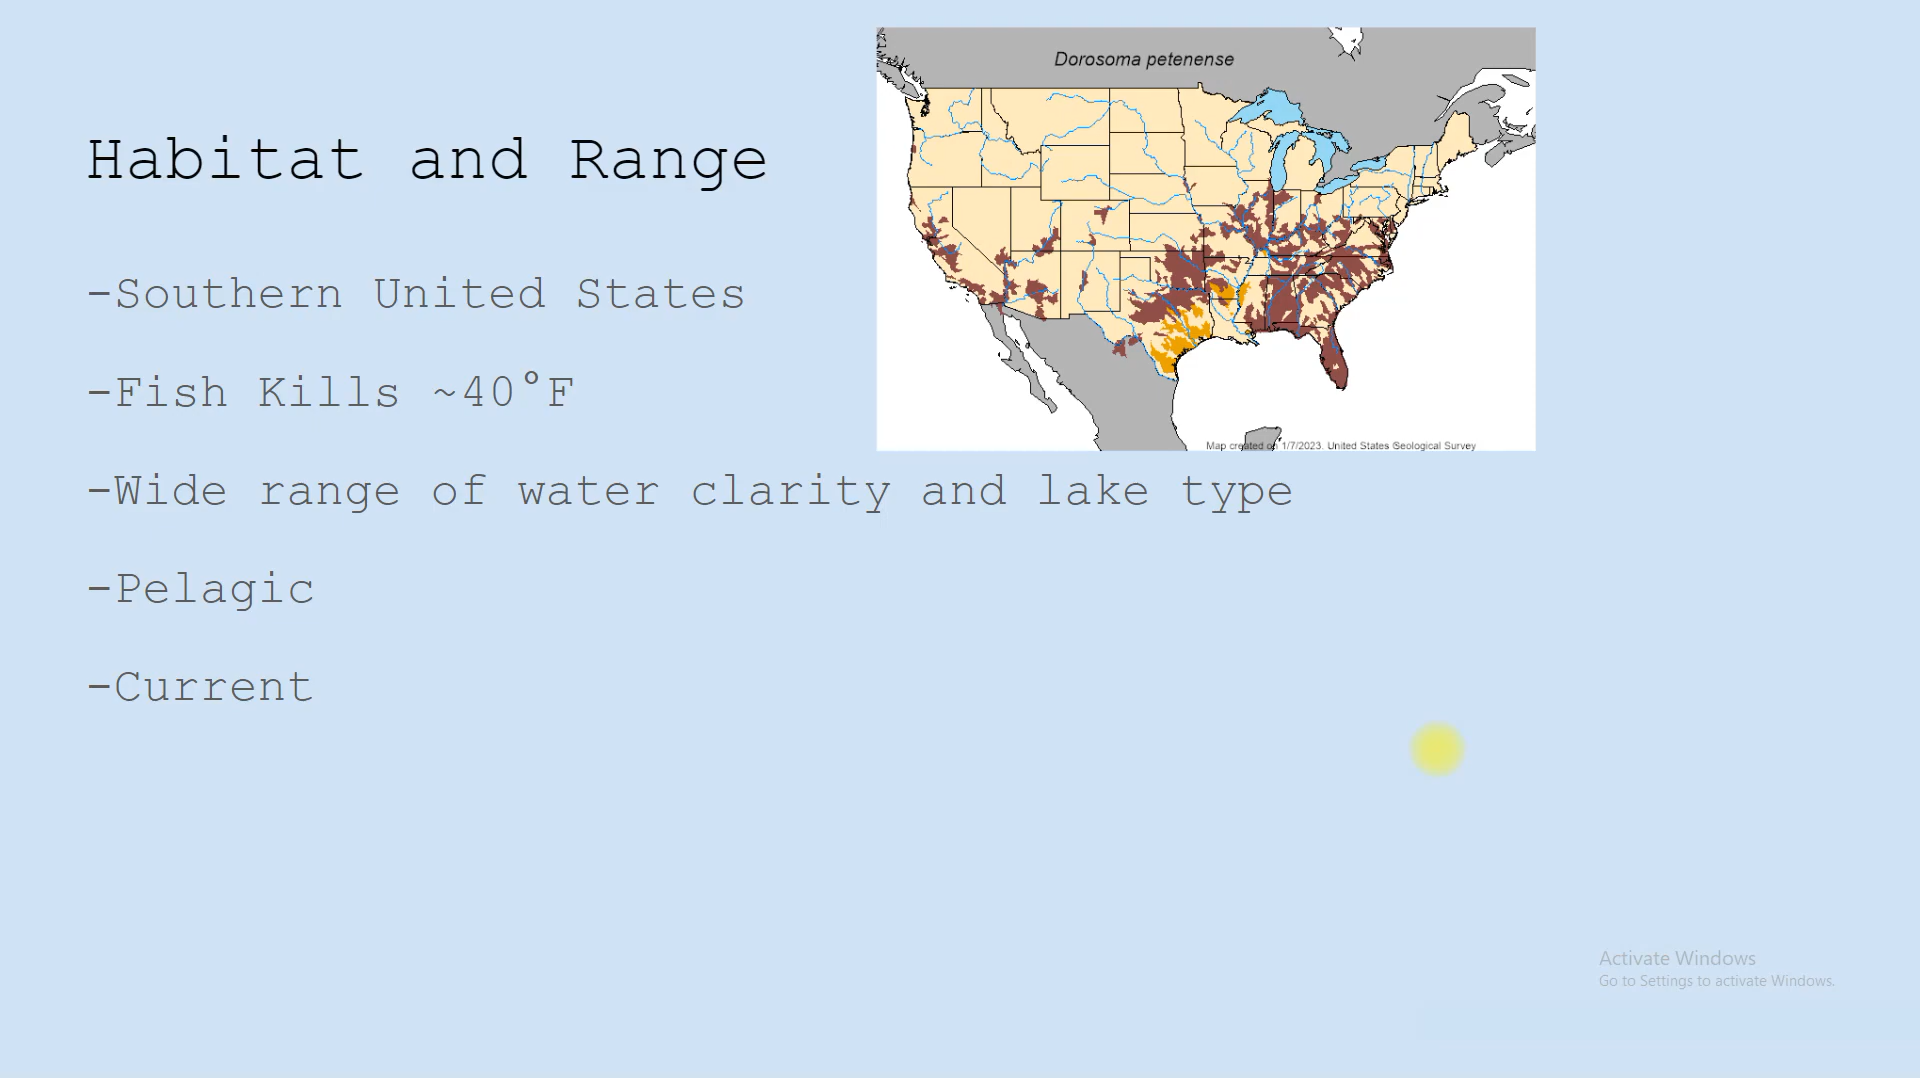 Dorosoma petenense
Habitat and Range
-Southern United States
-Fish Kills ~40°F
Map created on 1/7/2023. United States Geological Survey
-Wide range of water clarity and lake type
-Pelagic
-Current
Activate Windows
Go to Settings to activate Windows.